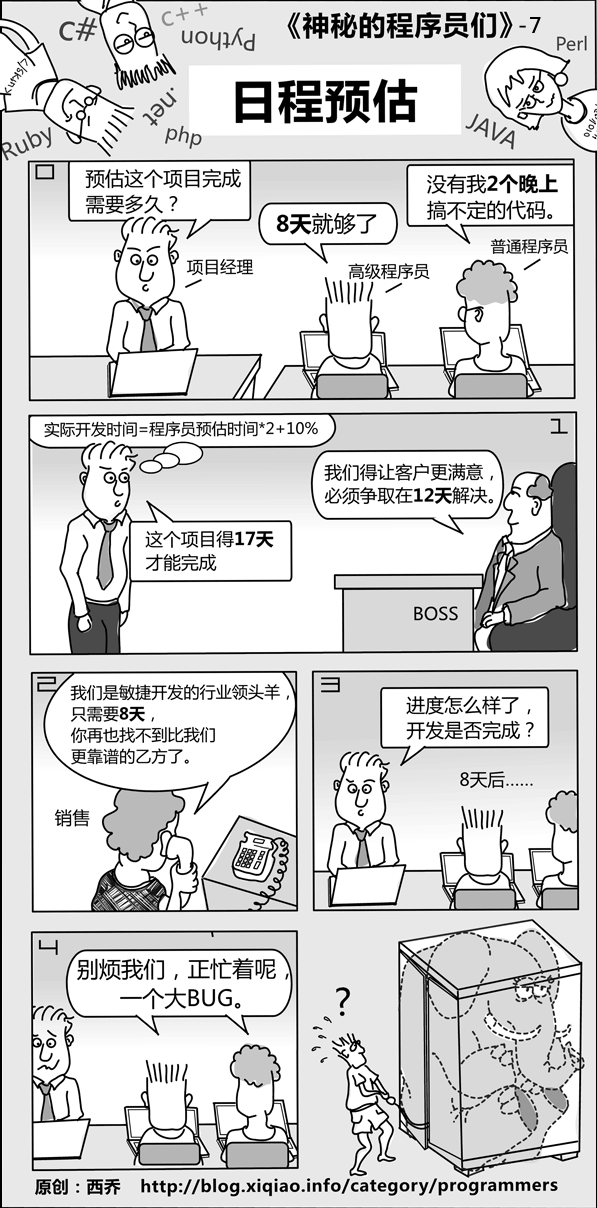 《神秘的程序员们》-7
C#
C++
Python
.net
php
Ruby
Perl
JAVA
日程预估
0
预估这个项目完成
需要多久？
项目经理
8天就够了
高级程序员
没有我2个晚上
搞不定的代码。
普通程序员
1
实际开发时间=程序员预估时间*2+10%
这个项目得17天
才能完成
我们得让客户更满意，
必须争取在12天解决。
BOSS
2
我们是敏捷开发的行业领头羊，
只需要8天，
你再也找不到比我们
更靠谱的乙方了。
销售
3
进度怎么样了，
开发是否完成？
8天后……
4
别烦我们，正忙着呢，
一个大BUG。
?
原创：西乔 http://blog.xiqiao.info/category/programmers